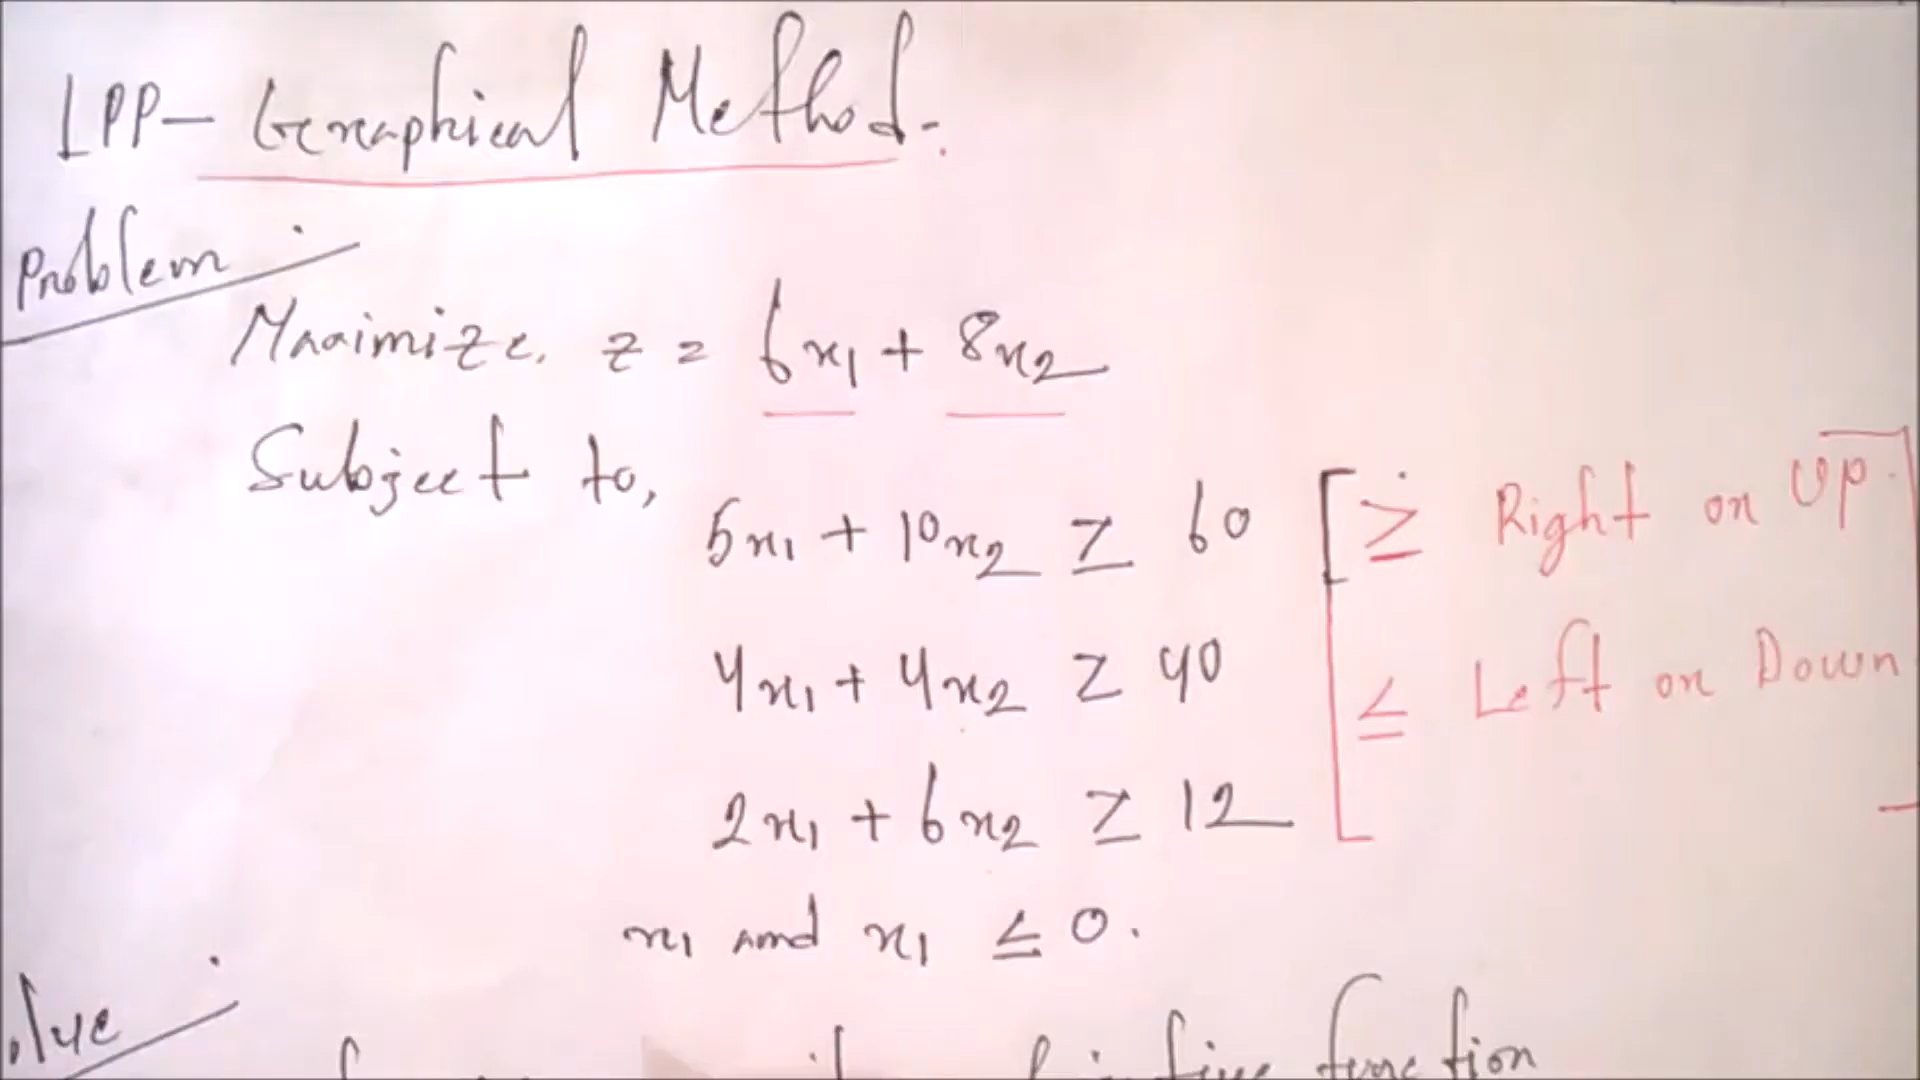 LPP- Graphical Method.
Problem
Maximize. z = 6x1 + 8x2
Subject to,
5x1 + 10x2 ≥ 60 [≥ Right or UP.
4x1 + 4x2 ≥ 40 ≤ Left or Down]
2x1 + 6x2 ≥ 12
x1 and x1 ≤ 0.
function